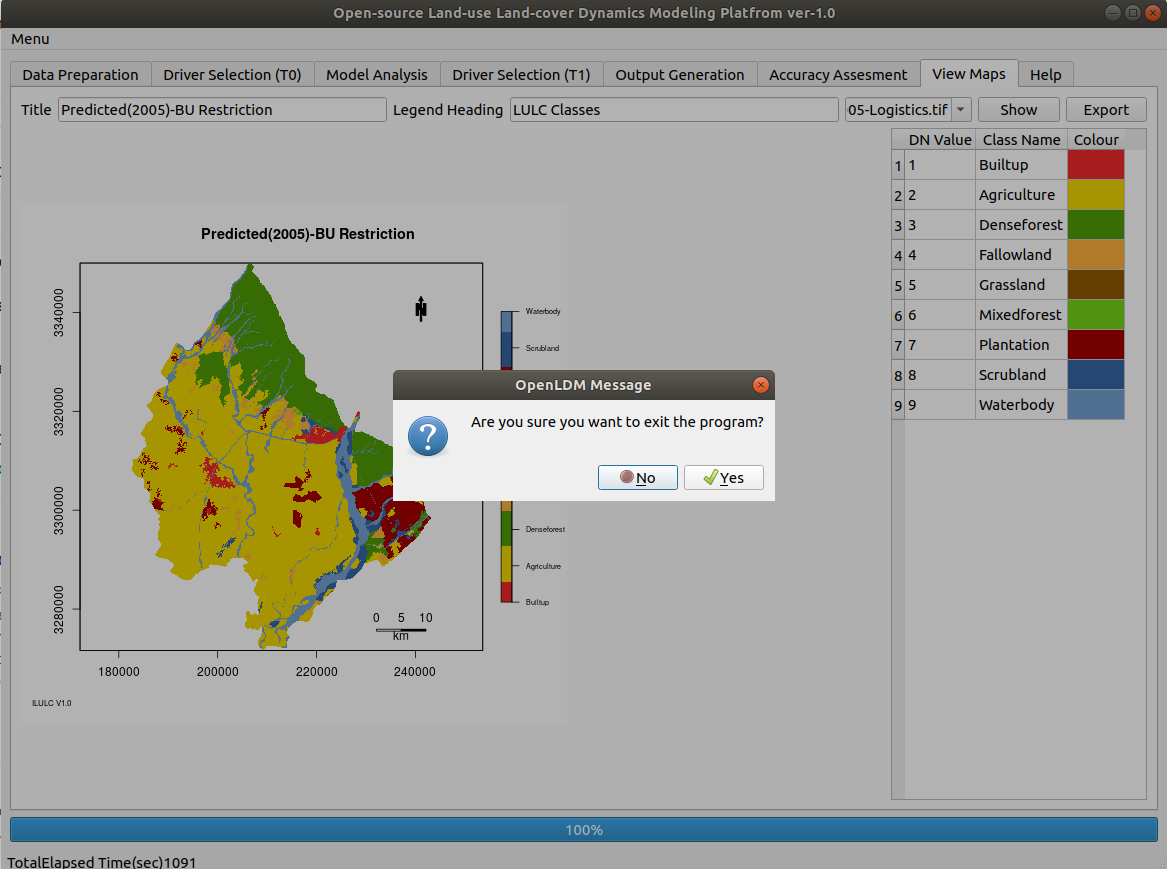 Open-source Land-use Land-cover Dynamics Modeling Platfrom ver-1.0
Menu
Data Preparation Driver Selection (T0) Model Analysis Driver Selection (T1) Output Generation Accuracy Assesment View Maps Help
Title Predicted(2005)-BU Restriction Legend Heading LULC Classes 05-Logistics.tif Show Export
DN Value Class Name Colour
1 1 Builtup
2 2 Agriculture
3 3 Denseforest
4 4 Fallowland
5 5 Grassland
6 6 Mixedforest
7 7 Plantation
8 8 Scrubland
9 9 Waterbody
Predicted(2005)-BU Restriction
3340000
3320000
3300000
3280000
N
Waterbody
Scrubland
OpenLDM Message
Are you sure you want to exit the program?
No Yes
Denseforest
Agriculture
Builtup
0 5 10
km
180000 200000 220000 240000
ILULC V1.0
100%
TotalElapsed Time(sec)1091